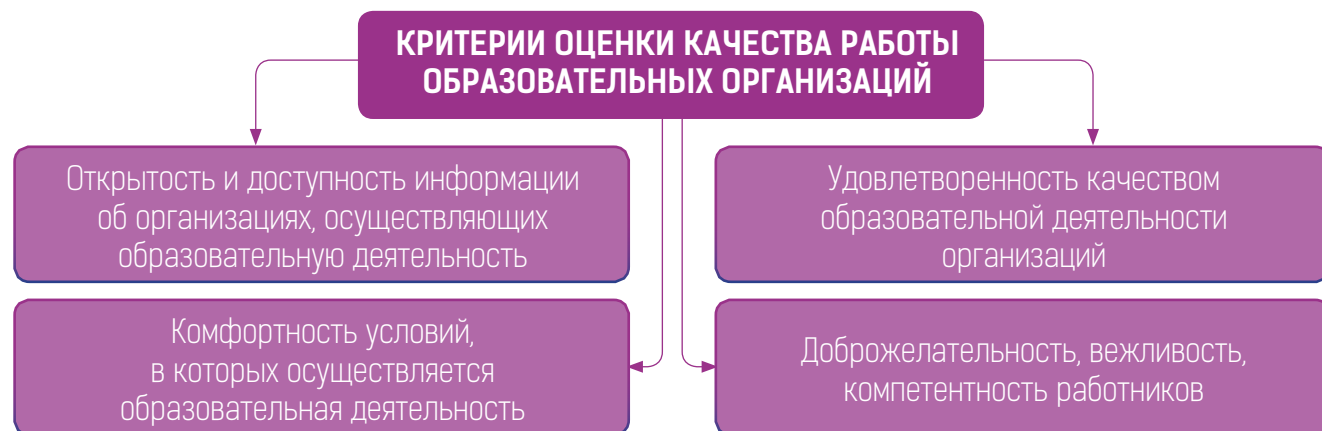 КРИТЕРИИ ОЦЕНКИ КАЧЕСТВА РАБОТЫ
ОБРАЗОВАТЕЛЬНЫХ ОРГАНИЗАЦИЙ
Открытость и доступность информации
об организациях, осуществляющих
образовательную деятельность
Удовлетворенность качеством
образовательной деятельности
организаций
Комфортность условий,
в которых осуществляется
образовательная деятельность
Доброжелательность, вежливость,
компетентность работников